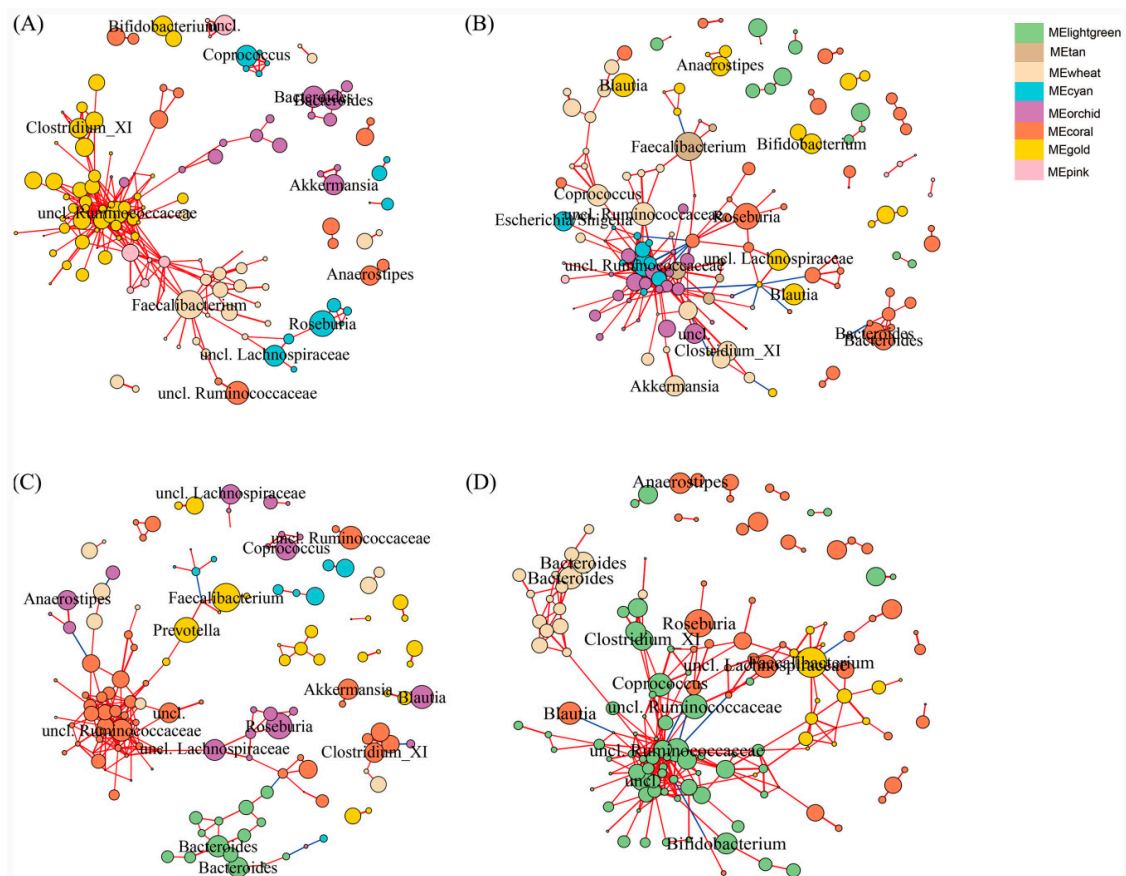 (A)
Bifidobacterium
uncl.
Coprococcus
Bacteroides
Bacteroides
Clostridium_XI
Akkermansia
uncl. Ruminococcaceae
Anaerostipes
Faecalibacterium
Roseburia
uncl. Lachnospiraceae
uncl. Ruminococcaceae
(B)
Anaerostipes
Blautia
Faecalibacterium
Bifidobacterium
Coprococcus
uncl. Ruminococcaceae
Roseburia
Escherichia/Shigella
uncl. Lachnospiraceae
uncl. Ruminococcaceae
Blautia
uncl.
Bacteroides
Bacteroides
Closteidium_XI
Akkermansia
MElightgreen
MEtan
MEwheat
MEcyan
MEorchid
MEcoral
MEgold
MEpink
(C)
uncl. Lachnospiraceae
uncl. Ruminococcaceae
Coprococcus
Anaerostipes
Faecalibacterium
Prevotella
Akkermansia
Blautia
uncl.
uncl. Ruminococcaceae
Roseburia
uncl. Lachnospiraceae
Clostridium_XI
Bacteroides
Bacteroides
(D)
Anaerostipes
Bacteroides
Bacteroides
Roseburia
Clostridium_XI
uncl. Lachnospiraceae
Faecalibacterium
Coprococcus
uncl. Ruminococcaceae
Blautia
uncl. Ruminococcaceae
uncl.
Bifidobacterium